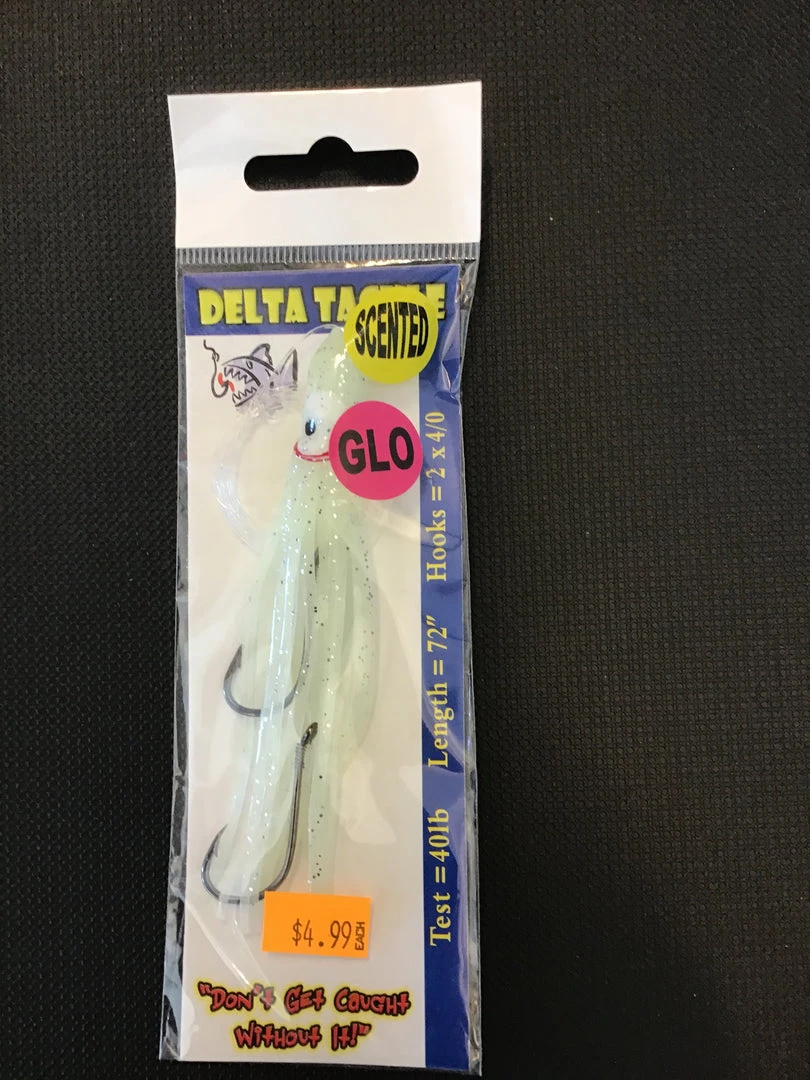 DELTA TACKLE
SCENTED
GLO
Test = 40lb Length = 72" Hooks = 2 x 4/0
$4.99 EACH
"Don't Get Caught
Without It!"